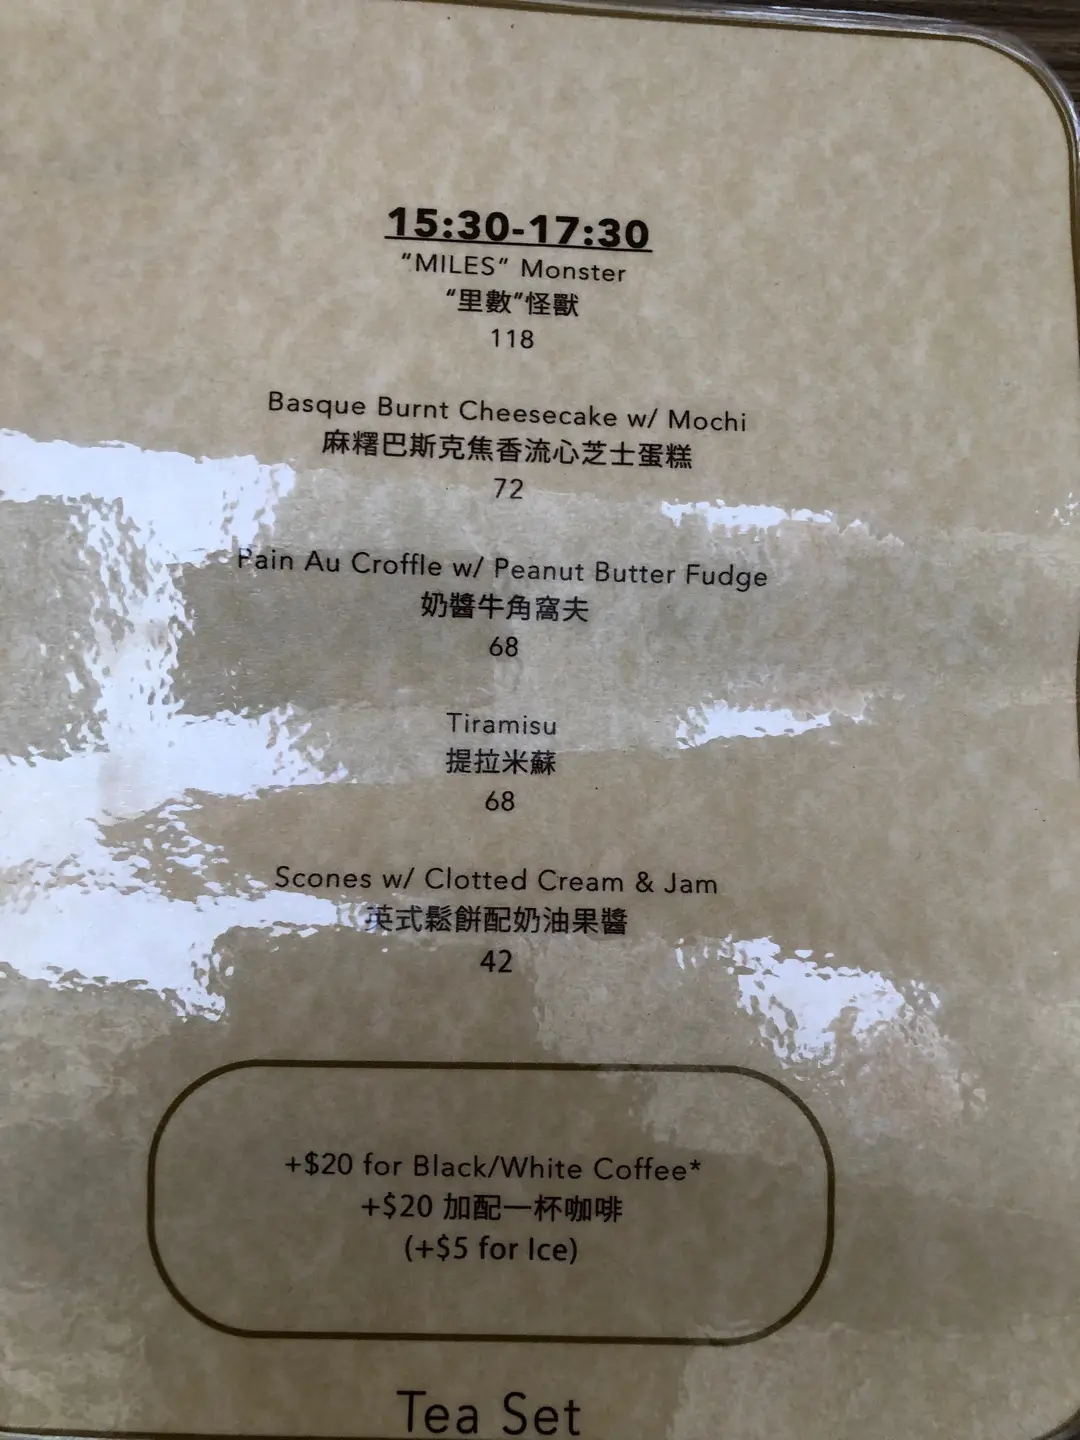 15:30-17:30
“MILES” Monster
“里數”怪獸
118
Basque Burnt Cheesecake w/ Mochi
麻糬巴斯克焦香流心芝士蛋糕
72
Pain Au Croffle w/ Peanut Butter Fudge
奶醬牛角窩夫
68
Tiramisu
提拉米蘇
68
Scones w/ Clotted Cream & Jam
英式鬆餅配奶油果醬
42
+$20 for Black/White Coffee*
+$20 加配一杯咖啡
(+$5 for Ice)
Tea Set